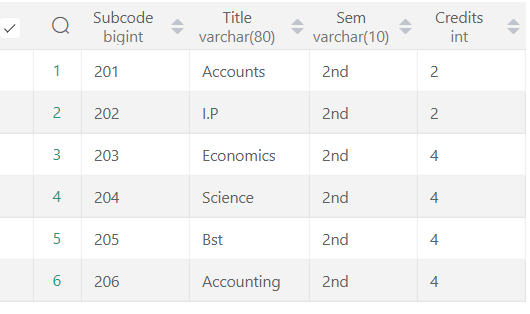 Subcode Title Sem Credits
bigint varchar(80) varchar(10) int
1 201 Accounts 2nd 2
2 202 I.P 2nd 2
3 203 Economics 2nd 4
4 204 Science 2nd 4
5 205 Bst 2nd 4
6 206 Accounting 2nd 4